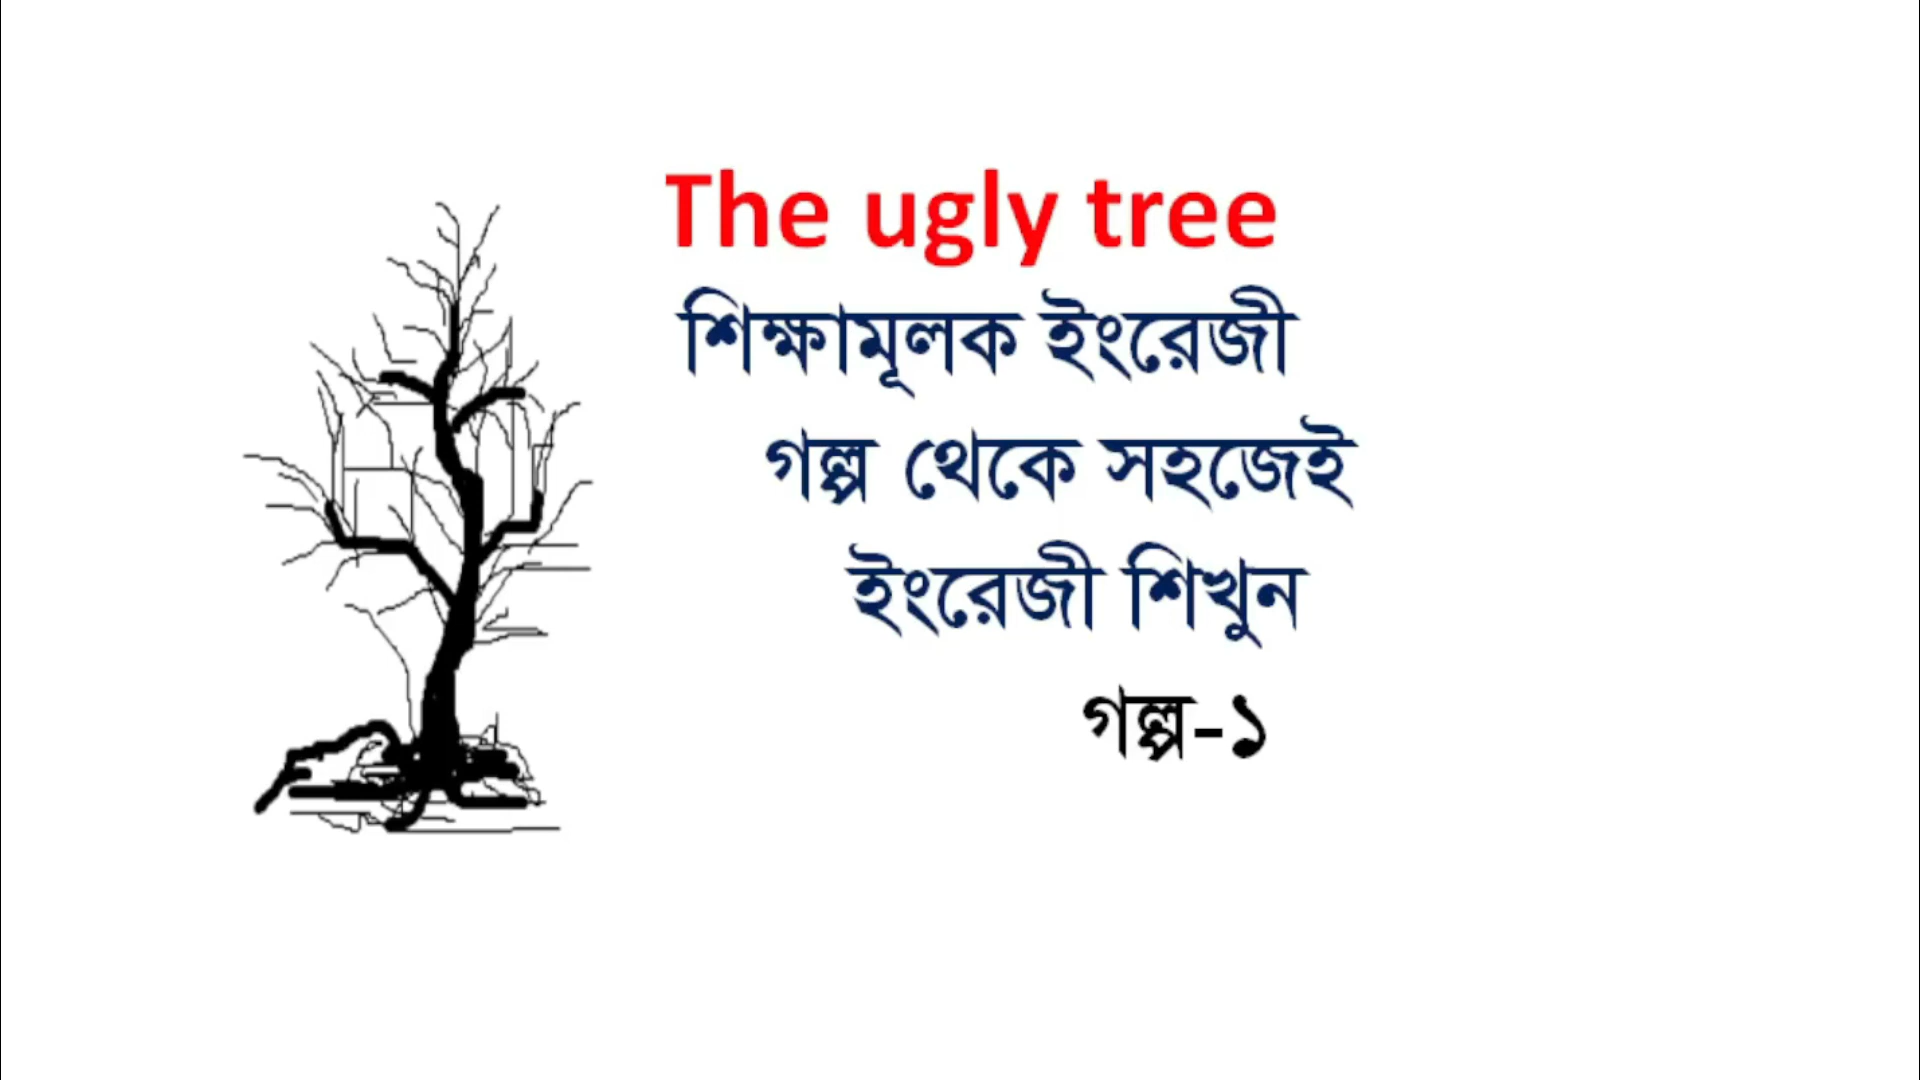 The ugly tree
শিক্ষামূলক ইংরেজী
গল্প থেকে সহজেই
ইংরেজী শিখুন
গল্প-১